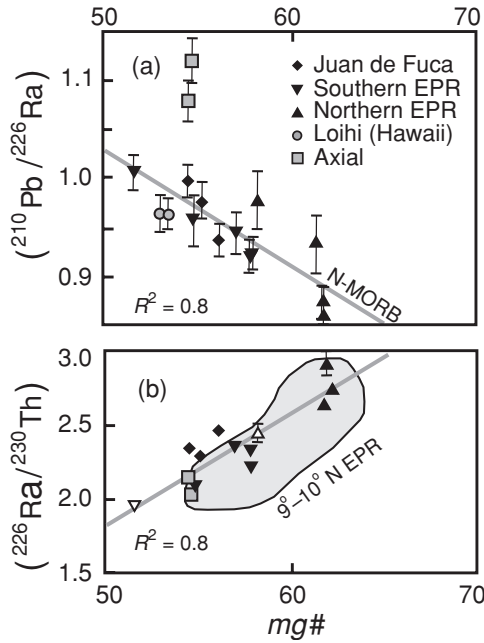 50 60 70
(a)
Juan de Fuca
Southern EPR
Northern EPR
Loihi (Hawaii)
Axial
1.1
1.0
0.9
(²¹⁰Pb/²²⁶Ra)
N-MORB
R² = 0.8
(b)
3.0
2.5
2.0
1.5
(²²⁶Ra/²³⁰Th)
9°–10° N EPR
R² = 0.8
50 60 70
mg#